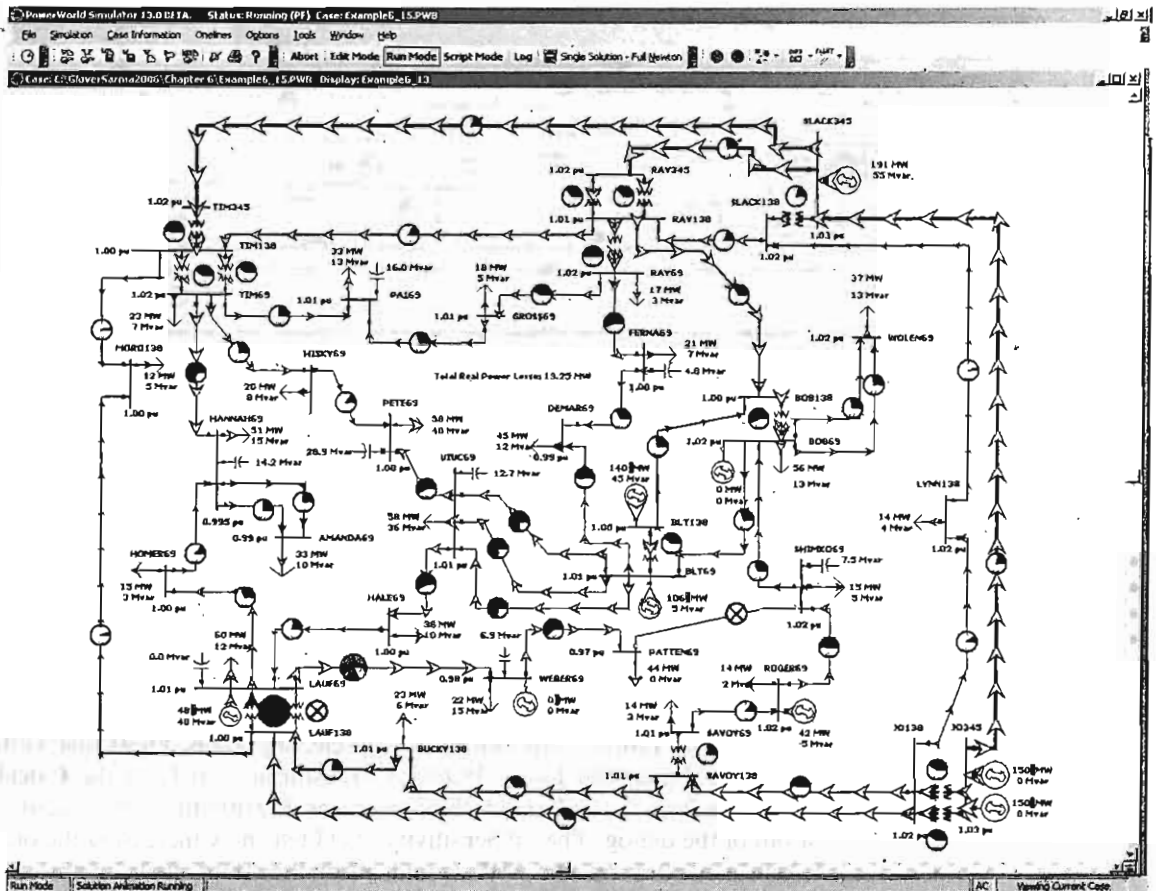 PowerWorld Simulator 13.0 BETA. Status: Running (PF) Case: Example6_15.PWB
File Simulation Case Information Onelines Options Tools Window Help
Abort Edit Mode Run Mode Script Mode Log Single Solution - Full Newton
Case: C:\GloverSarma2006\Chapter 6\Example6_15.PWB Display: Example6_13
SLACK345
191 MW
55 Mvar
1.02 pu
RAY345
SLACK138
1.02 pu
TIM345
1.01 pu
RAY138
1.03 pu
1.02 pu
1.00 pu
TIM138
33 MW
13 Mvar
16.0 Mvar
18 MW
5 Mvar
1.02 pu
RAY69
37 MW
13 Mvar
17 MW
3 Mvar
1.02 pu
TIM69
1.01 pu
PAI69
1.01 pu
GROSS69
23 MW
7 Mvar
FERNA69
1.02 pu
WOLEN69
MORO138
HISKY69
21 MW
7 Mvar
12 MW
5 Mvar
Total Real Power Losses 13.25 MW
4.8 Mvar
20 MW
8 Mvar
1.00 pu
1.00 pu
BOB138
1.00 pu
PETE69
DEMAR69
HANNAH69
51 MW
15 Mvar
58 MW
40 Mvar
45 MW
12 Mvar
0.99 pu
1.02 pu
BOB69
14.2 Mvar
28.9 Mvar
1.00 pu
UIUC69
12.7 Mvar
140 MW
45 Mvar
0 MW
0 Mvar
56 MW
13 Mvar
LYNN138
0.995 pu
58 MW
36 Mvar
1.00 pu
BLT138
14 MW
4 Mvar
0.99 pu
AMANDA69
SHIMKO69
7.5 Mvar
1.02 pu
HOMER69
33 MW
10 Mvar
1.01 pu
1.01 pu
BLT69
15 MW
3 Mvar
1.00 pu
HALE69
106 MW
5 Mvar
15 MW
5 Mvar
36 MW
10 Mvar
6.9 Mvar
1.02 pu
60 MW
12 Mvar
1.00 pu
0.97 pu
PATTEN69
0.0 Mvar
44 MW
0 Mvar
14 MW
2 Mvar
ROGER69
1.01 pu
LAUF69
0.98 pu
WEBER69
48 MW
40 Mvar
23 MW
6 Mvar
22 MW
15 Mvar
0 MW
0 Mvar
14 MW
3 Mvar
1.02 pu
42 MW
1.00 pu
LAUF138
1.01 pu
BUCKY138
1.01 pu
SAVOY69
JO138
JO345
1.01 pu
SAVOY138
150 MW
0 Mvar
150 MW
0 Mvar
1.02 pu
1.03 pu
Run Mode Solution Animation Running AC Viewing Current Case